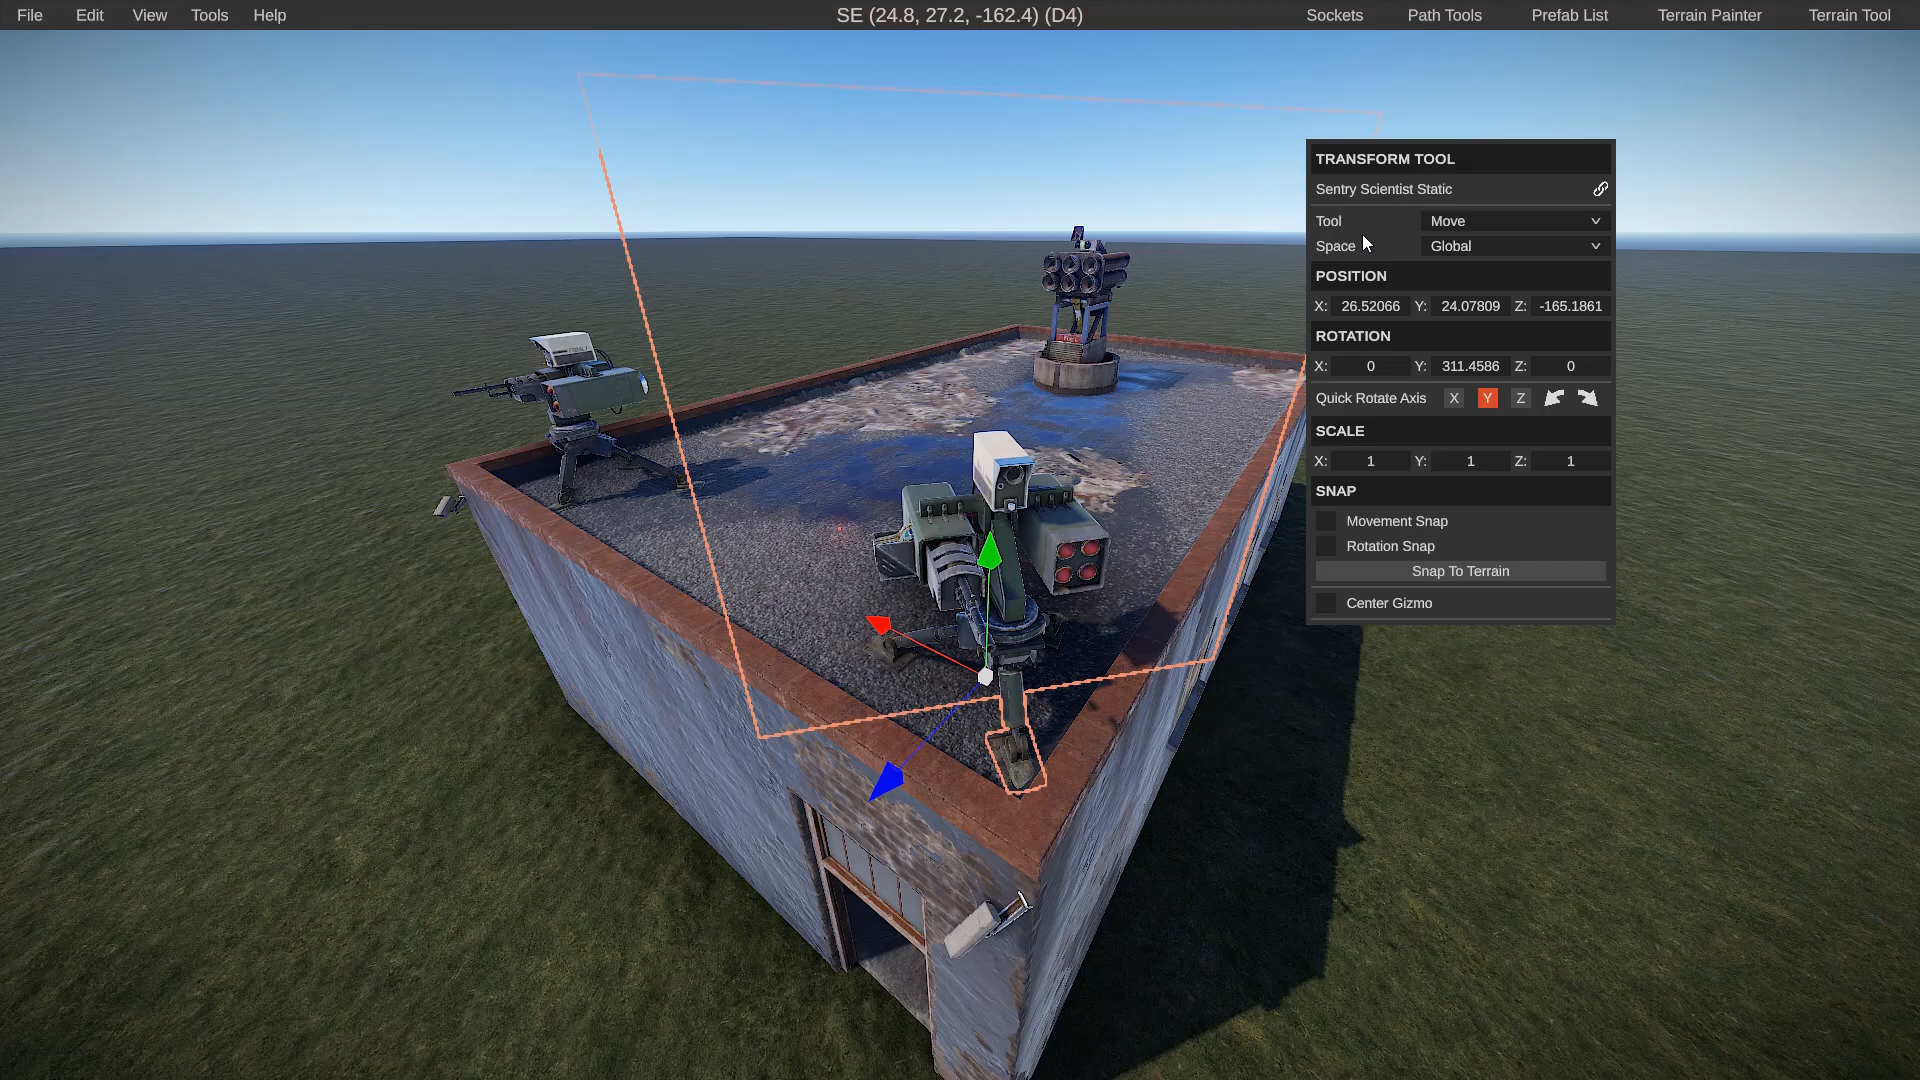 File Edit View Tools Help SE (24.8, 27.2, -162.4) (D4) Sockets Path Tools Prefab List Terrain Painter Terrain Tool
TRANSFORM TOOL
Sentry Scientist Static
Tool Move
Space Global
POSITION
X: 26.52066 Y: 24.07809 Z: -165.1861
ROTATION
X: 0 Y: 311.4586 Z: 0
Quick Rotate Axis X Y Z
SCALE
X: 1 Y: 1 Z: 1
SNAP
Movement Snap
Rotation Snap
Snap To Terrain
Center Gizmo